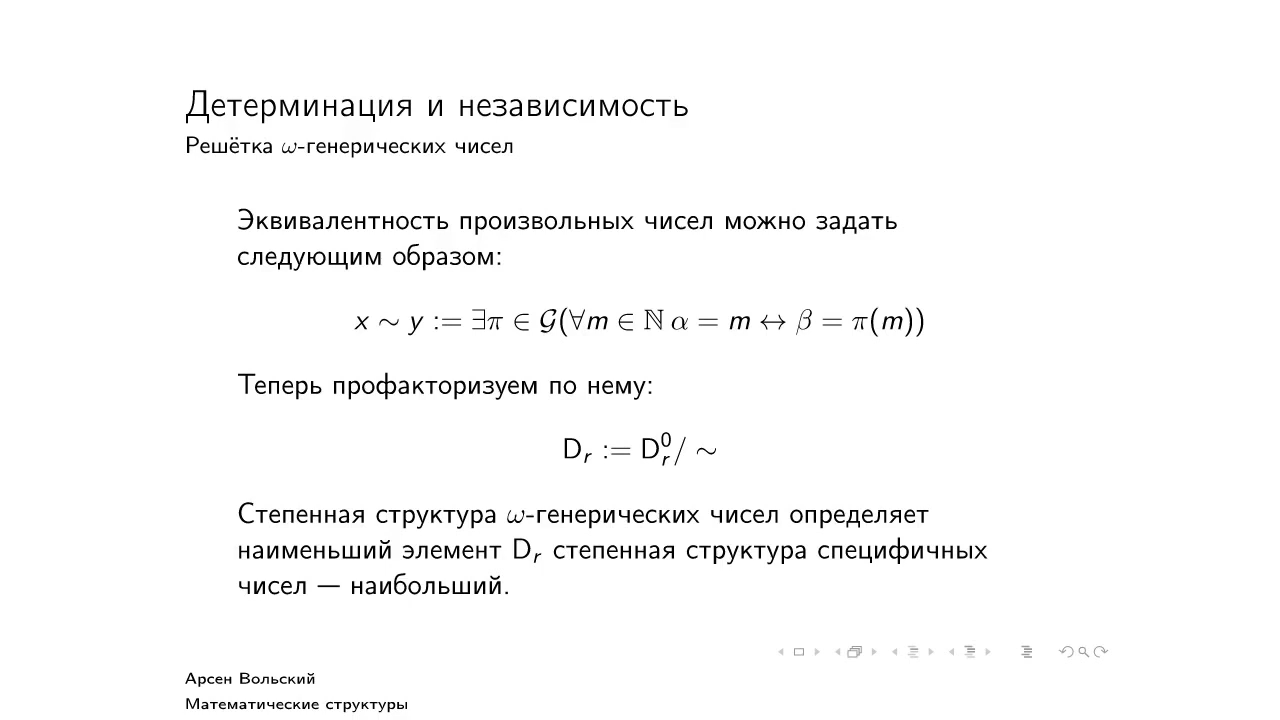 Детерминация и независимость
Решётка ω-генерических чисел
Эквивалентность произвольных чисел можно задать
следующим образом:
x ∼ y := ∃π ∈ 𝒢(∀m ∈ ℕ α = m ↔ β = π(m))
Теперь профакторизуем по нему:
D_r := D_r^0/ ∼
Степенная структура ω-генерических чисел определяет
наименьший элемент D_r степенная структура специфичных
чисел — наибольший.
Арсен Вольский
Математические структуры